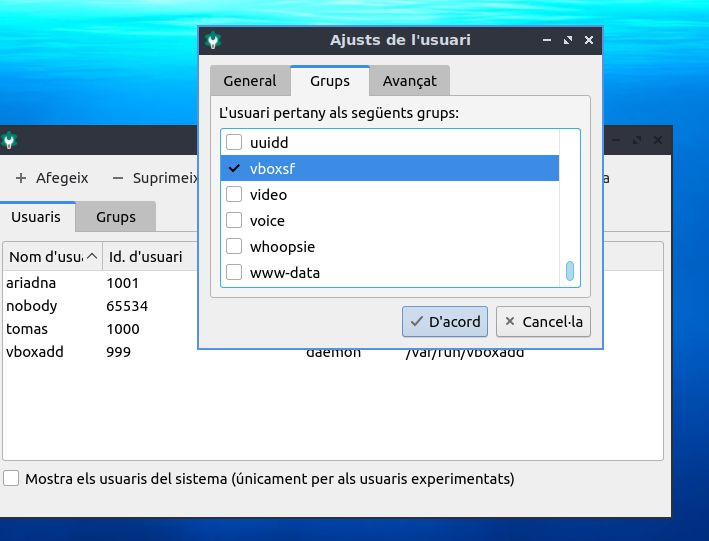 Ajusts de l'usuari
General Grups Avançat
L'usuari pertany als següents grups:
uuidd
vboxsf
video
voice
whoopsie
www-data
D'acord Cancel·la
Afegeix Suprimeix
Usuaris Grups
Nom d'usu Id. d'usuari
ariadna 1001
nobody 65534
tomas 1000
vboxadd 999 daemon /var/run/vboxadd
Mostra els usuaris del sistema (únicament per als usuaris experimentats)